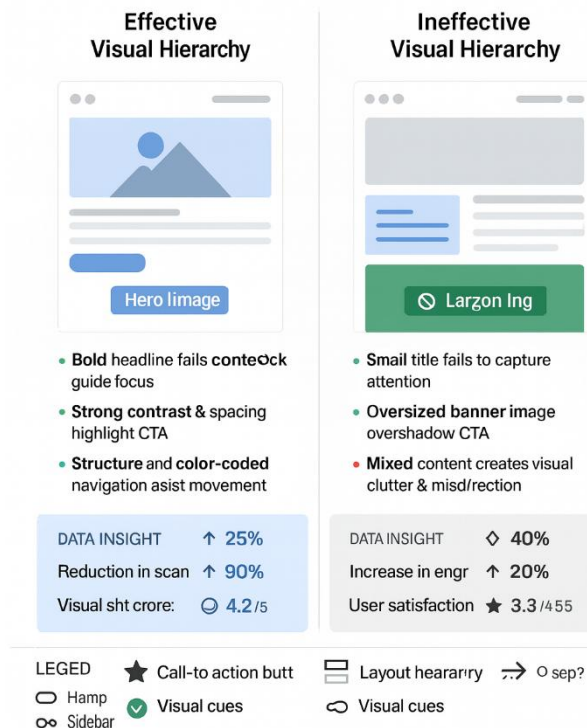 Effective
Visual Hierarchy
Hero limage
• Bold headline fails
guide focus
• Strong contrast & spacing
highlight CTA
• Structure and color-coded
navigation asist movement
DATA INSIGHT ↑ 25%
Reduction in scan ↑ 90%
Visual sht crore: 4.2/5
Ineffective
Visual Hierarchy
Largon Ing
• Smail title fails to capture
attention
• Oversized banner image
overshadow CTA
• Mixed content creates visual
clutter & misd/rection
DATA INSIGHT ◇ 40%
Increase in engr ↑ 20%
User satisfaction ★ 3.3/455
LEGED
★ Call-to action butt
Layout
O sep?
Hamp
Visual cues
Visual cues
Sidebar